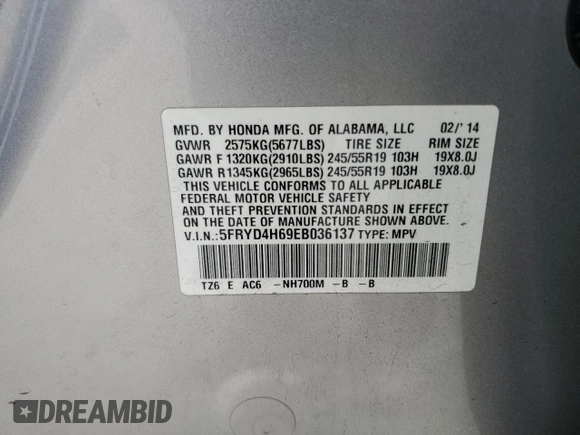 MFD. BY HONDA MFG. OF ALABAMA, LLC 02/'14
GVWR 2575KG(5677LBS) TIRE SIZE RIM SIZE
GAWR F 1320KG(2910LBS) 245/55R19 103H 19X8.0J
GAWR R1345KG(2965LBS) 245/55R19 103H 19X8.0J
THIS VEHICLE CONFORMS TO ALL APPLICABLE
FEDERAL MOTOR VEHICLE SAFETY
AND THEFT PREVENTION STANDARDS IN EFFECT
ON THE DATE OF MANUFACTURE SHOWN ABOVE.
V.I.N.:5FRYD4H69EB036137 TYPE: MPV
TZ6 E AC6 -NH700M -B -B
DREAMBID